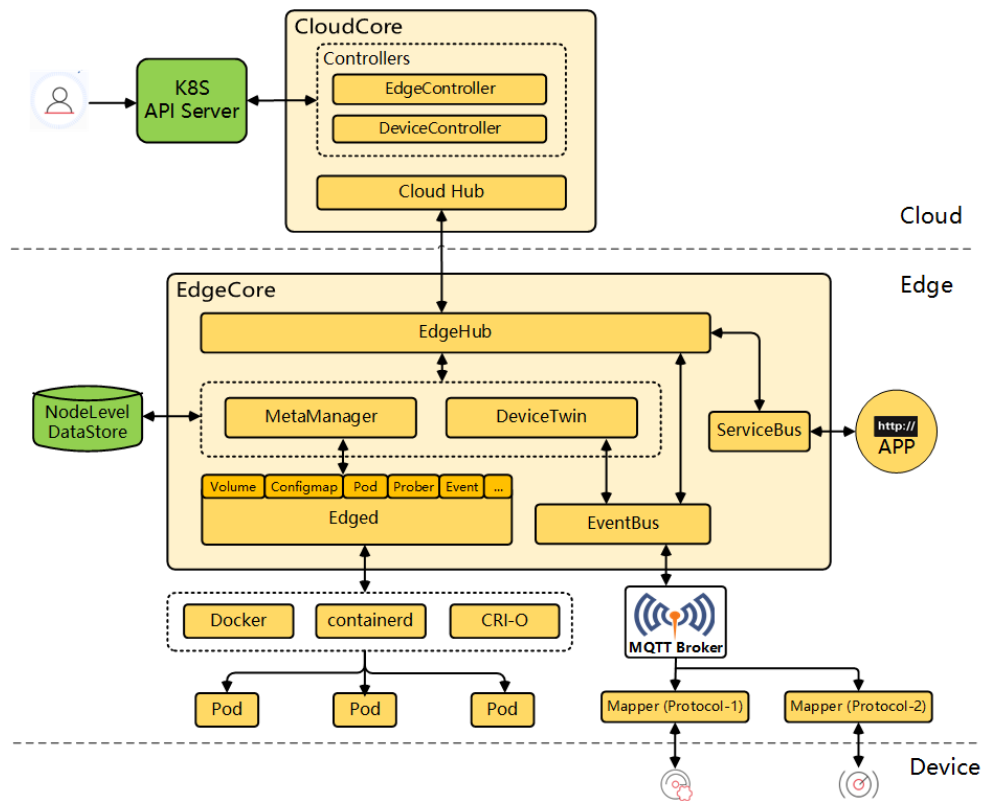 CloudCore
Controllers
EdgeController
DeviceController
K8S
API Server
Cloud Hub
Cloud
Edge
EdgeCore
EdgeHub
NodeLevel
DataStore
MetaManager
DeviceTwin
ServiceBus
http://
APP
Volume
Configmap
Pod
Prober
Event
...
Edged
EventBus
Docker
containerd
CRI-O
MQTT Broker
Pod
Pod
Pod
Mapper (Protocol-1)
Mapper (Protocol-2)
Device